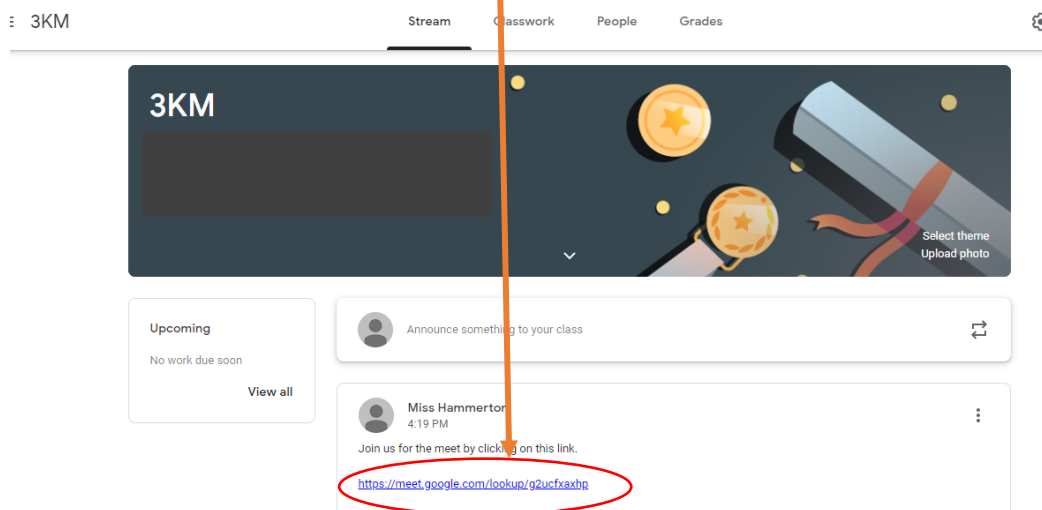 3KM
Stream Classwork People Grades
3KM
Select theme
Upload photo
Upcoming
No work due soon
View all
Announce something to your class
Miss Hammerton
4:19 PM
Join us for the meet by clicking on this link.
https://meet.google.com/lookup/g2ucfxaxhp